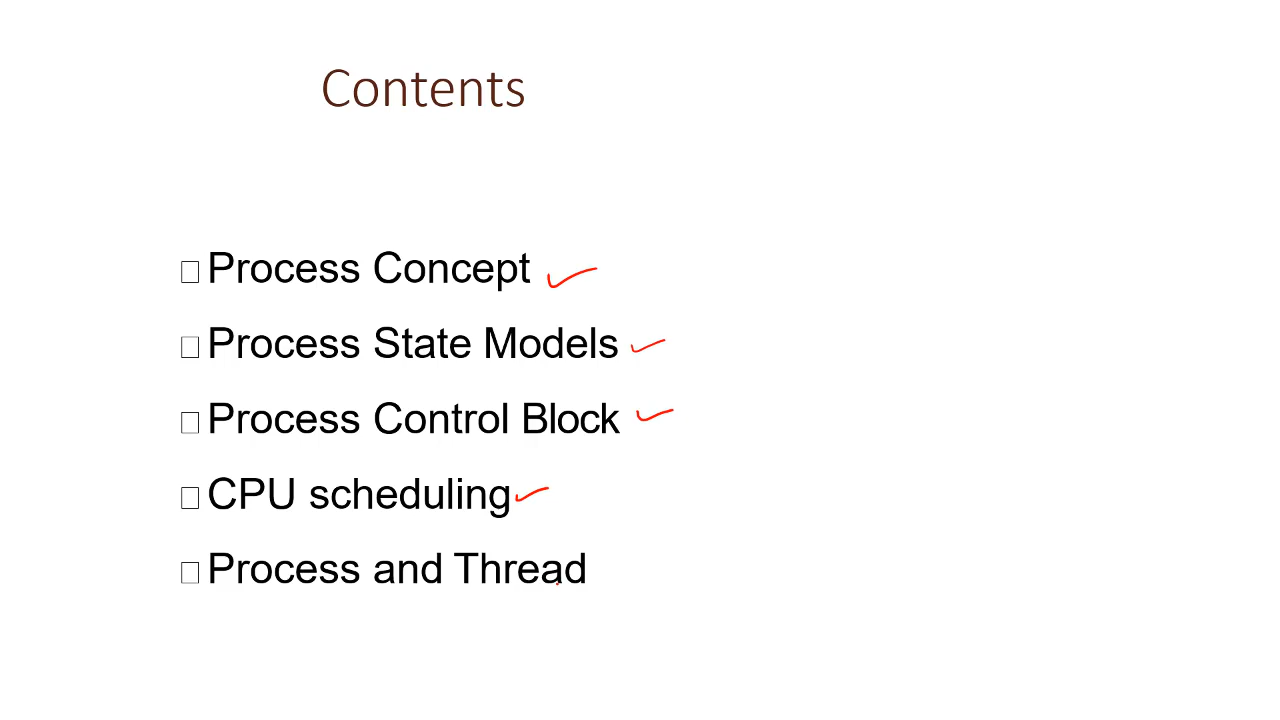 Contents
Process Concept
Process State Models
Process Control Block
CPU scheduling
Process and Thread